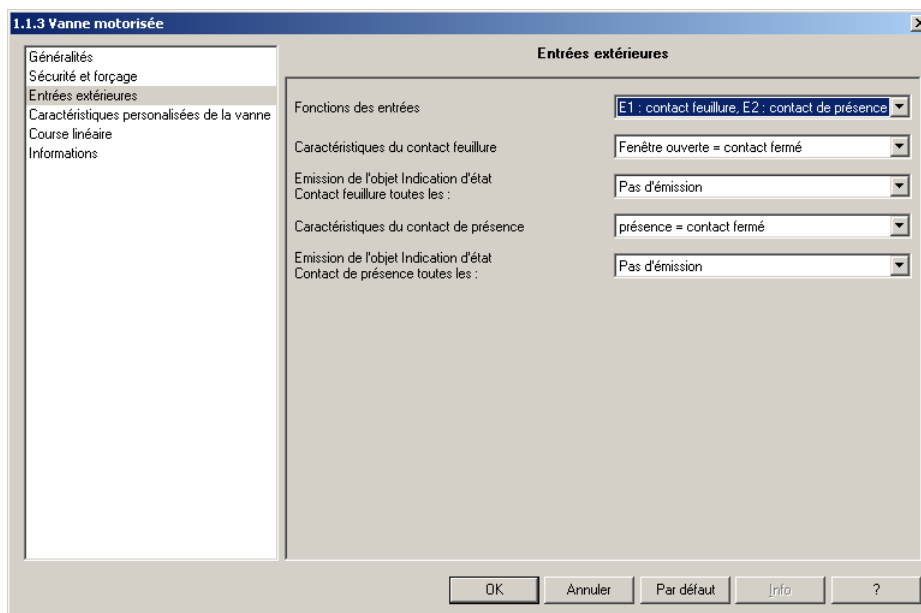 1.1.3 Vanne motorisée
Généralités
Sécurité et forçage
Entrées extérieures
Caractéristiques personalisées de la vanne
Course linéaire
Informations
Entrées extérieures
Fonctions des entrées
E1 : contact feuillure, E2 : contact de présence
Caractéristiques du contact feuillure
Fenêtre ouverte = contact fermé
Emission de l'objet Indication d'état
Contact feuillure toutes les :
Pas d'émission
Caractéristiques du contact de présence
présence = contact fermé
Emission de l'objet Indication d'état
Contact de présence toutes les :
Pas d'émission
OK
Annuler
Par défaut
Info
?